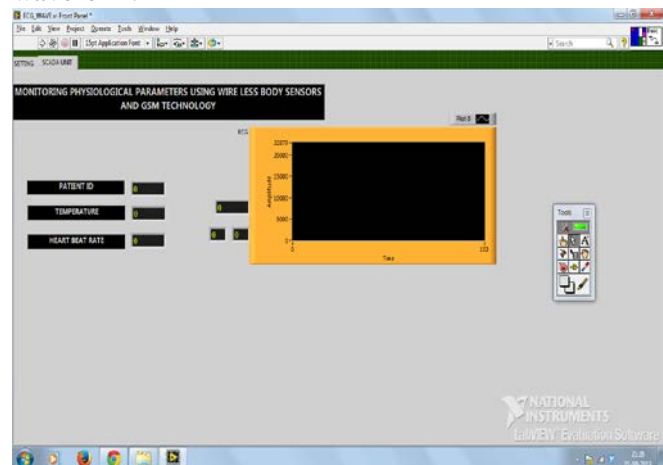 ECG_WAVE.vi Front Panel *
File Edit View Project Operate Tools Window Help
15pt Application Font
Search
SETTING SCADA UNIT
MONITORING PHYSIOLOGICAL PARAMETERS USING WIRE LESS BODY SENSORS
AND GSM TECHNOLOGY
Plot 0
ECG
PATIENT ID 0
TEMPERATURE 0
HEART BEAT RATE 0
0
0 0
Amplitude
20000
15000
10000
5000
0
0
Time
Tools
NATIONAL
INSTRUMENTS
LabVIEW Evaluation Software